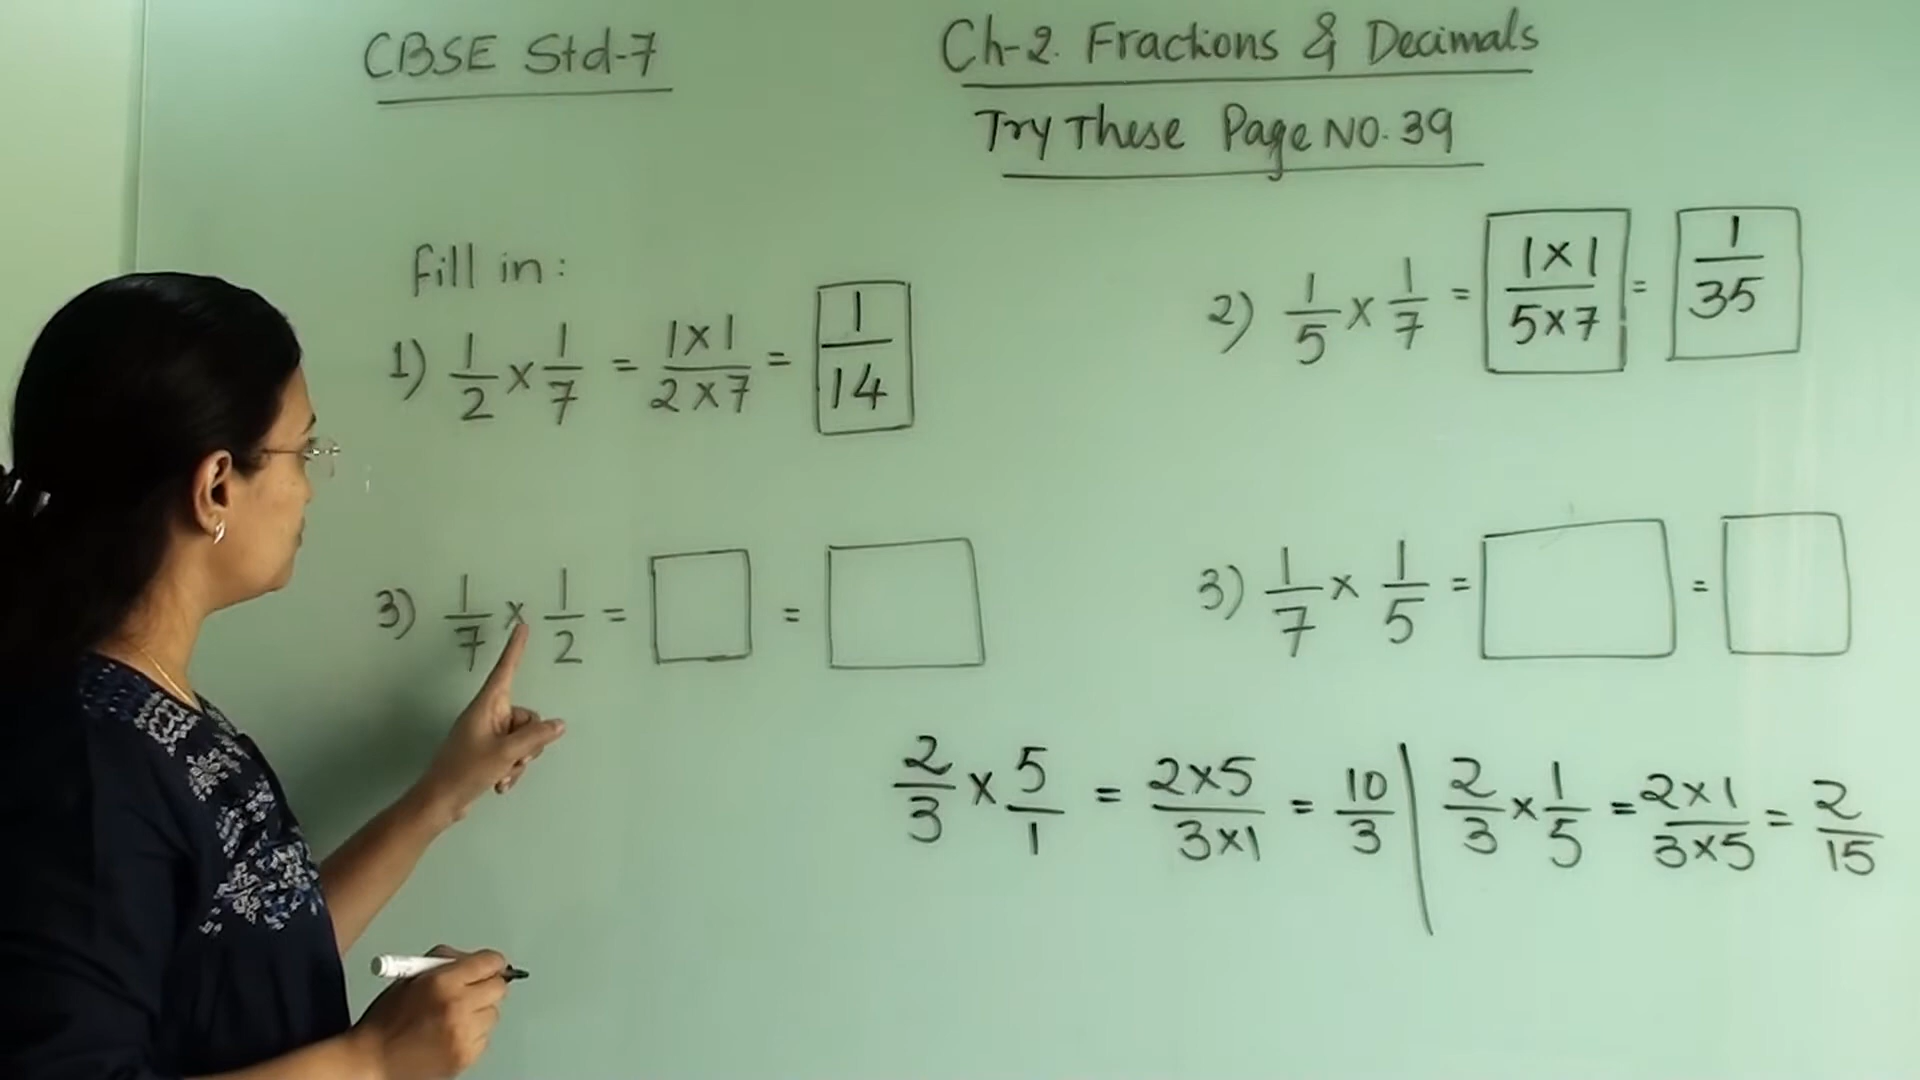 CBSE Std-7
Ch-2. Fractions & Decimals
Try These Page NO. 39
Fill in:
1) 1/2 × 1/7 = 1×1/2×7 = 1/14
2) 1/5 × 1/7 = 1×1/5×7 = 1/35
3) 1/7 × 1/2 = =
3) 1/7 × 1/5 = =
2/3 × 5/1 = 2×5/3×1 = 10/3 | 2/3 × 1/5 = 2×1/3×5 = 2/15